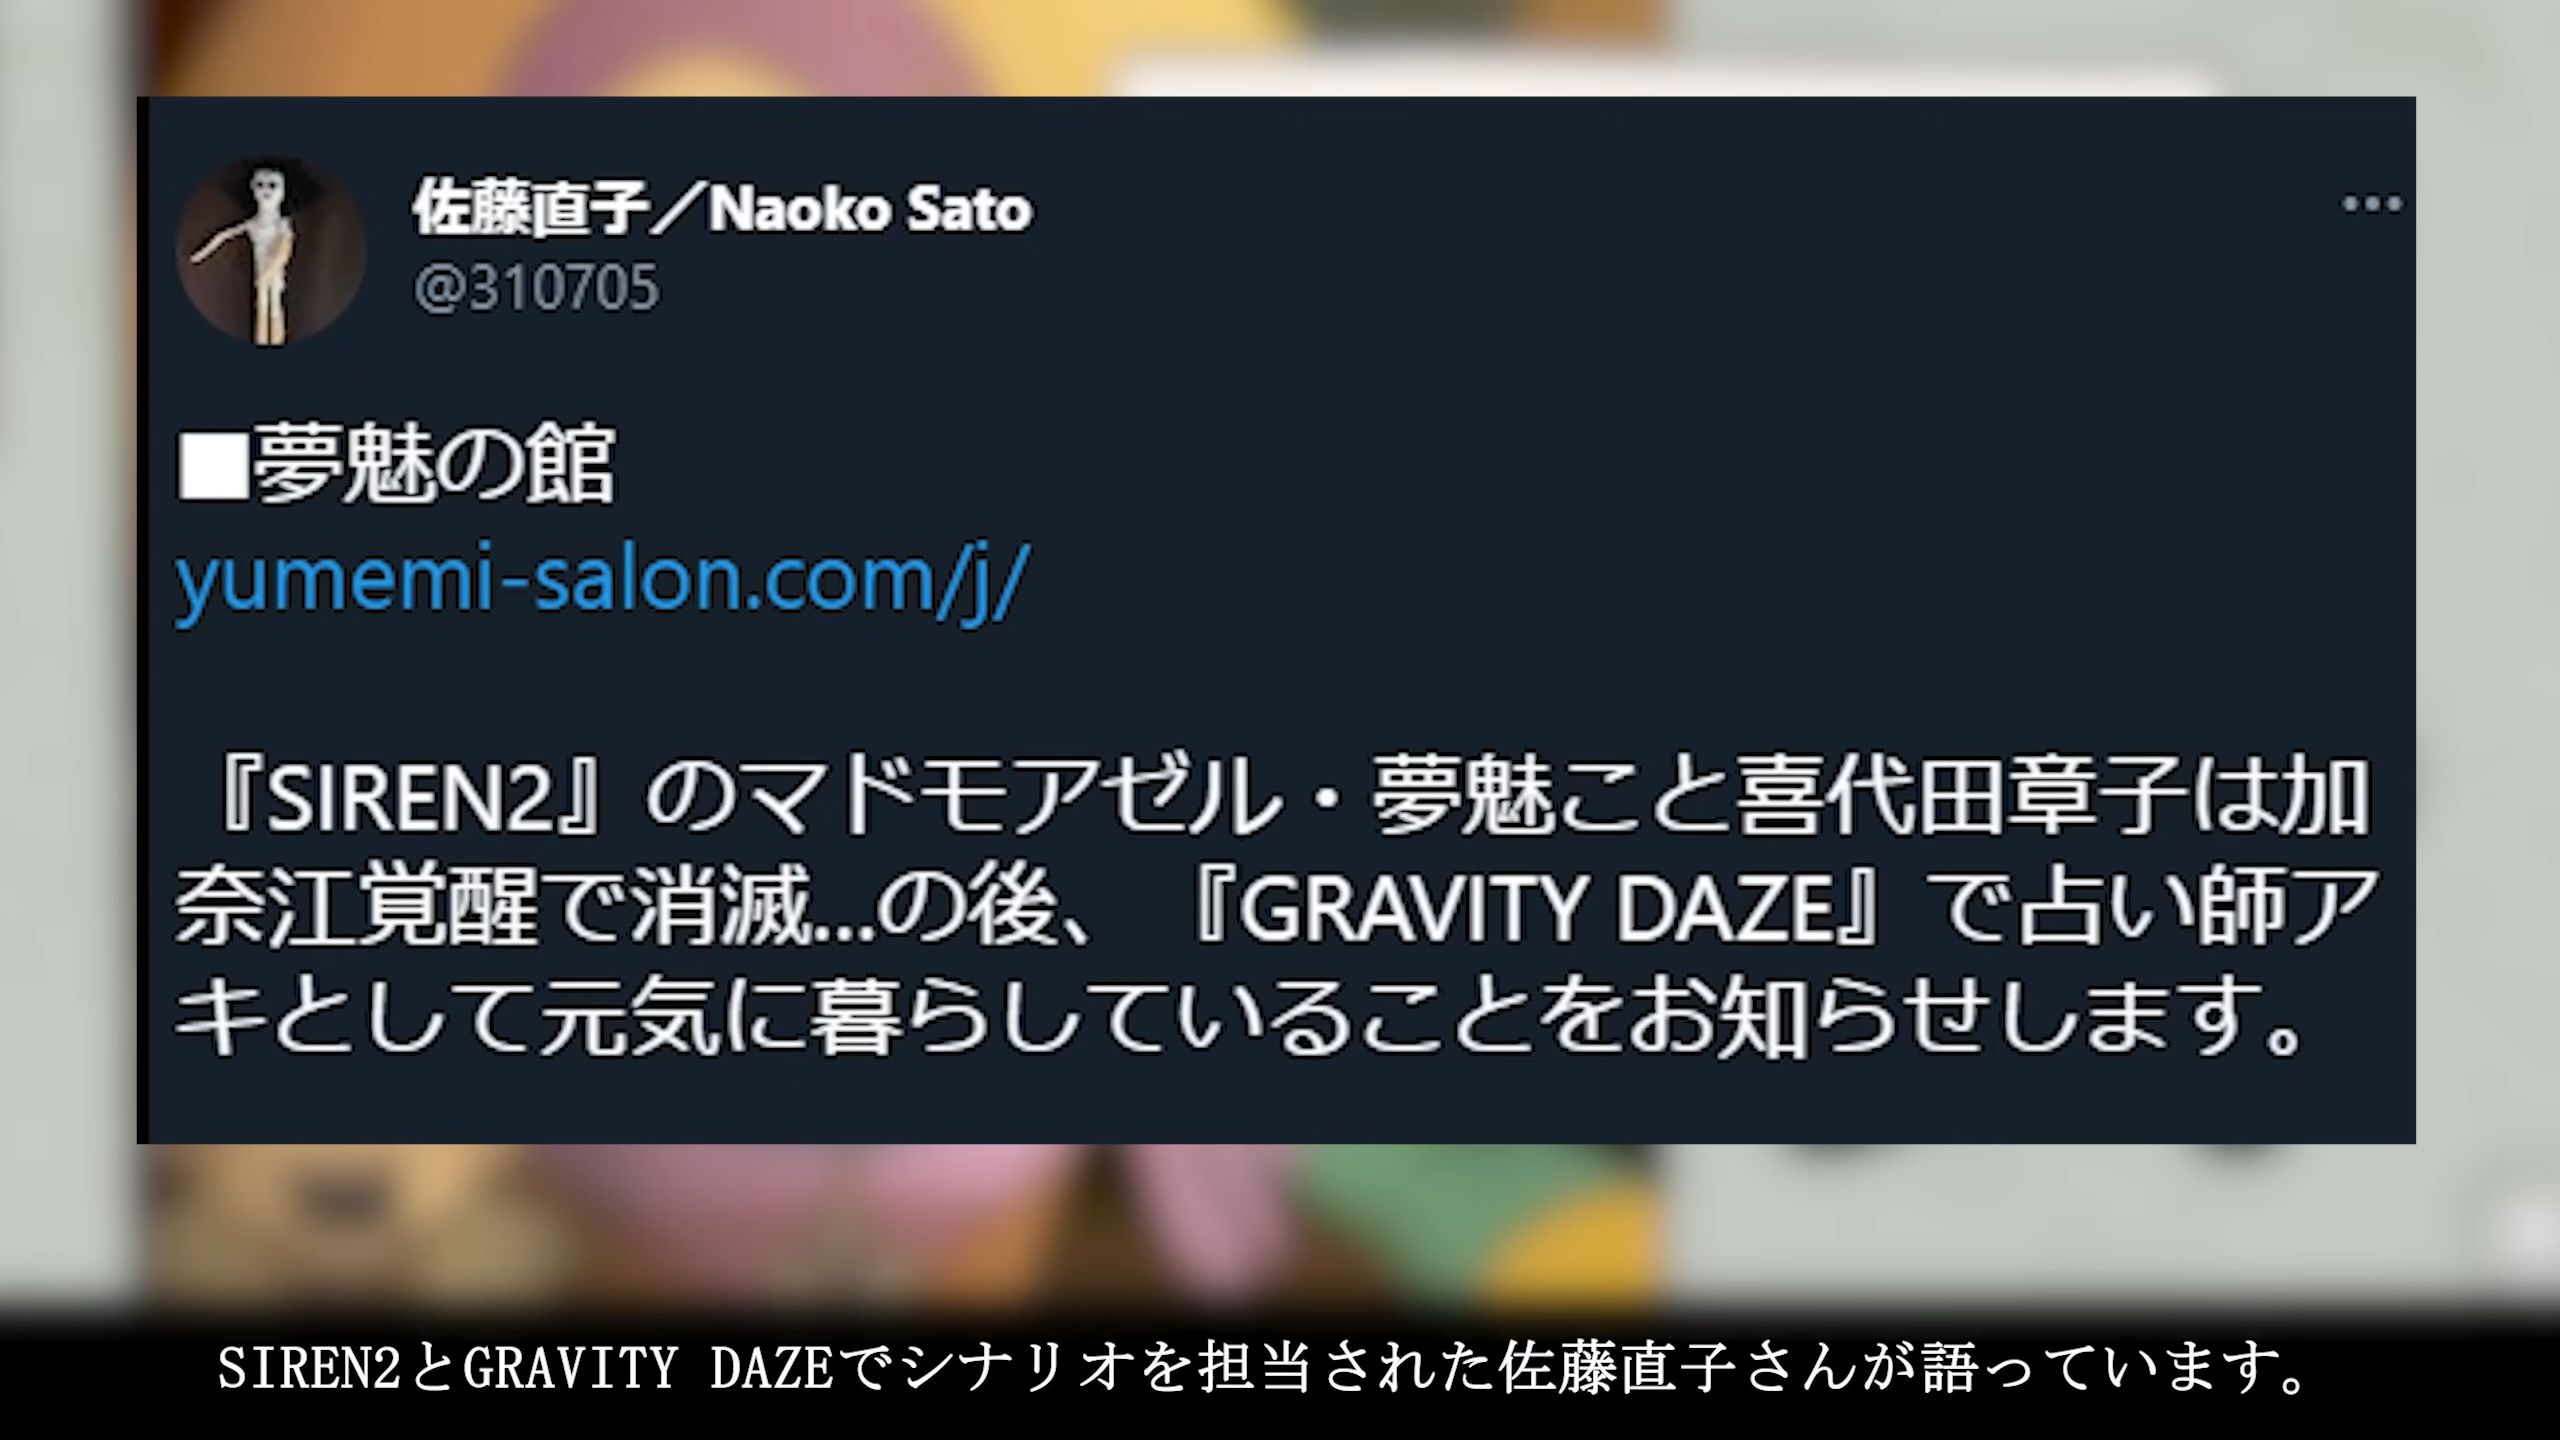 佐藤直子／Naoko Sato
@310705
■夢魅の館
yumemi-salon.com/j/
『SIREN2』のマドモアゼル・夢魅こと喜代田章子は加
奈江覚醒で消滅...の後、『GRAVITY DAZE』で占い師ア
キとして元気に暮らしていることをお知らせします。
SIREN2とGRAVITY DAZEでシナリオを担当された佐藤直子さんが語っています。